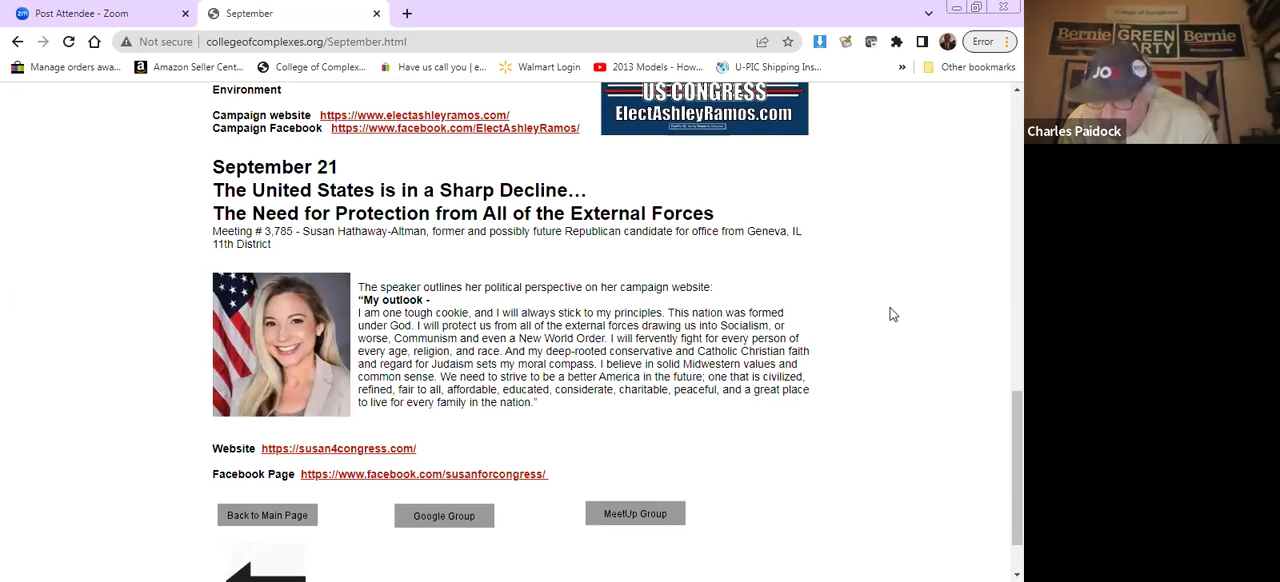 Post Attendee - Zoom
September
Not secure
collegeofcomplexes.org/September.html
Error
Manage orders awa...
Amazon Seller Cent...
College of Complex...
Have us call you | e...
Walmart Login
2013 Models - How...
U-PIC Shipping Ins...
Other bookmarks
Environment
Campaign website https://www.electashleyramos.com/
Campaign Facebook https://www.facebook.com/ElectAshleyRamos/
US CONGRESS
ElectAshleyRamos.com
September 21
The United States is in a Sharp Decline…
The Need for Protection from All of the External Forces
Meeting # 3,785 - Susan Hathaway-Altman, former and possibly future Republican candidate for office from Geneva, IL
11th District
The speaker outlines her political perspective on her campaign website:
“My outlook -
I am one tough cookie, and I will always stick to my principles. This nation was formed
under God. I will protect us from all of the external forces drawing us into Socialism, or
worse, Communism and even a New World Order. I will fervently fight for every person of
every age, religion, and race. And my deep-rooted conservative and Catholic Christian faith
and regard for Judaism sets my moral compass. I believe in solid Midwestern values and
common sense. We need to strive to be a better America in the future; one that is civilized,
refined, fair to all, affordable, educated, considerate, charitable, peaceful, and a great place
to live for every family in the nation.”
Website https://susan4congress.com/
Facebook Page https://www.facebook.com/susanforcongress/
Back to Main Page
Google Group
MeetUp Group
College of Complexes
Bernie
GREEN
PARTY
Bernie
JO
Charles Paidock